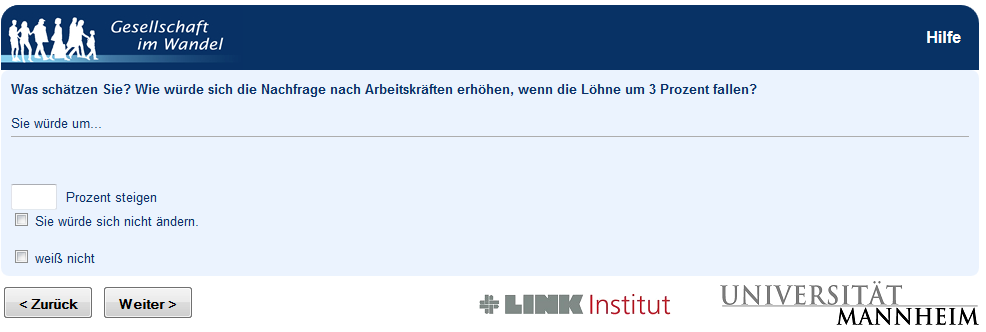 Gesellschaft
im Wandel
Hilfe
Was schätzen Sie? Wie würde sich die Nachfrage nach Arbeitskräften erhöhen, wenn die Löhne um 3 Prozent fallen?
Sie würde um...
Prozent steigen
Sie würde sich nicht ändern.
weiß nicht
< Zurück
Weiter >
LINK Institut
UNIVERSITÄT
MANNHEIM